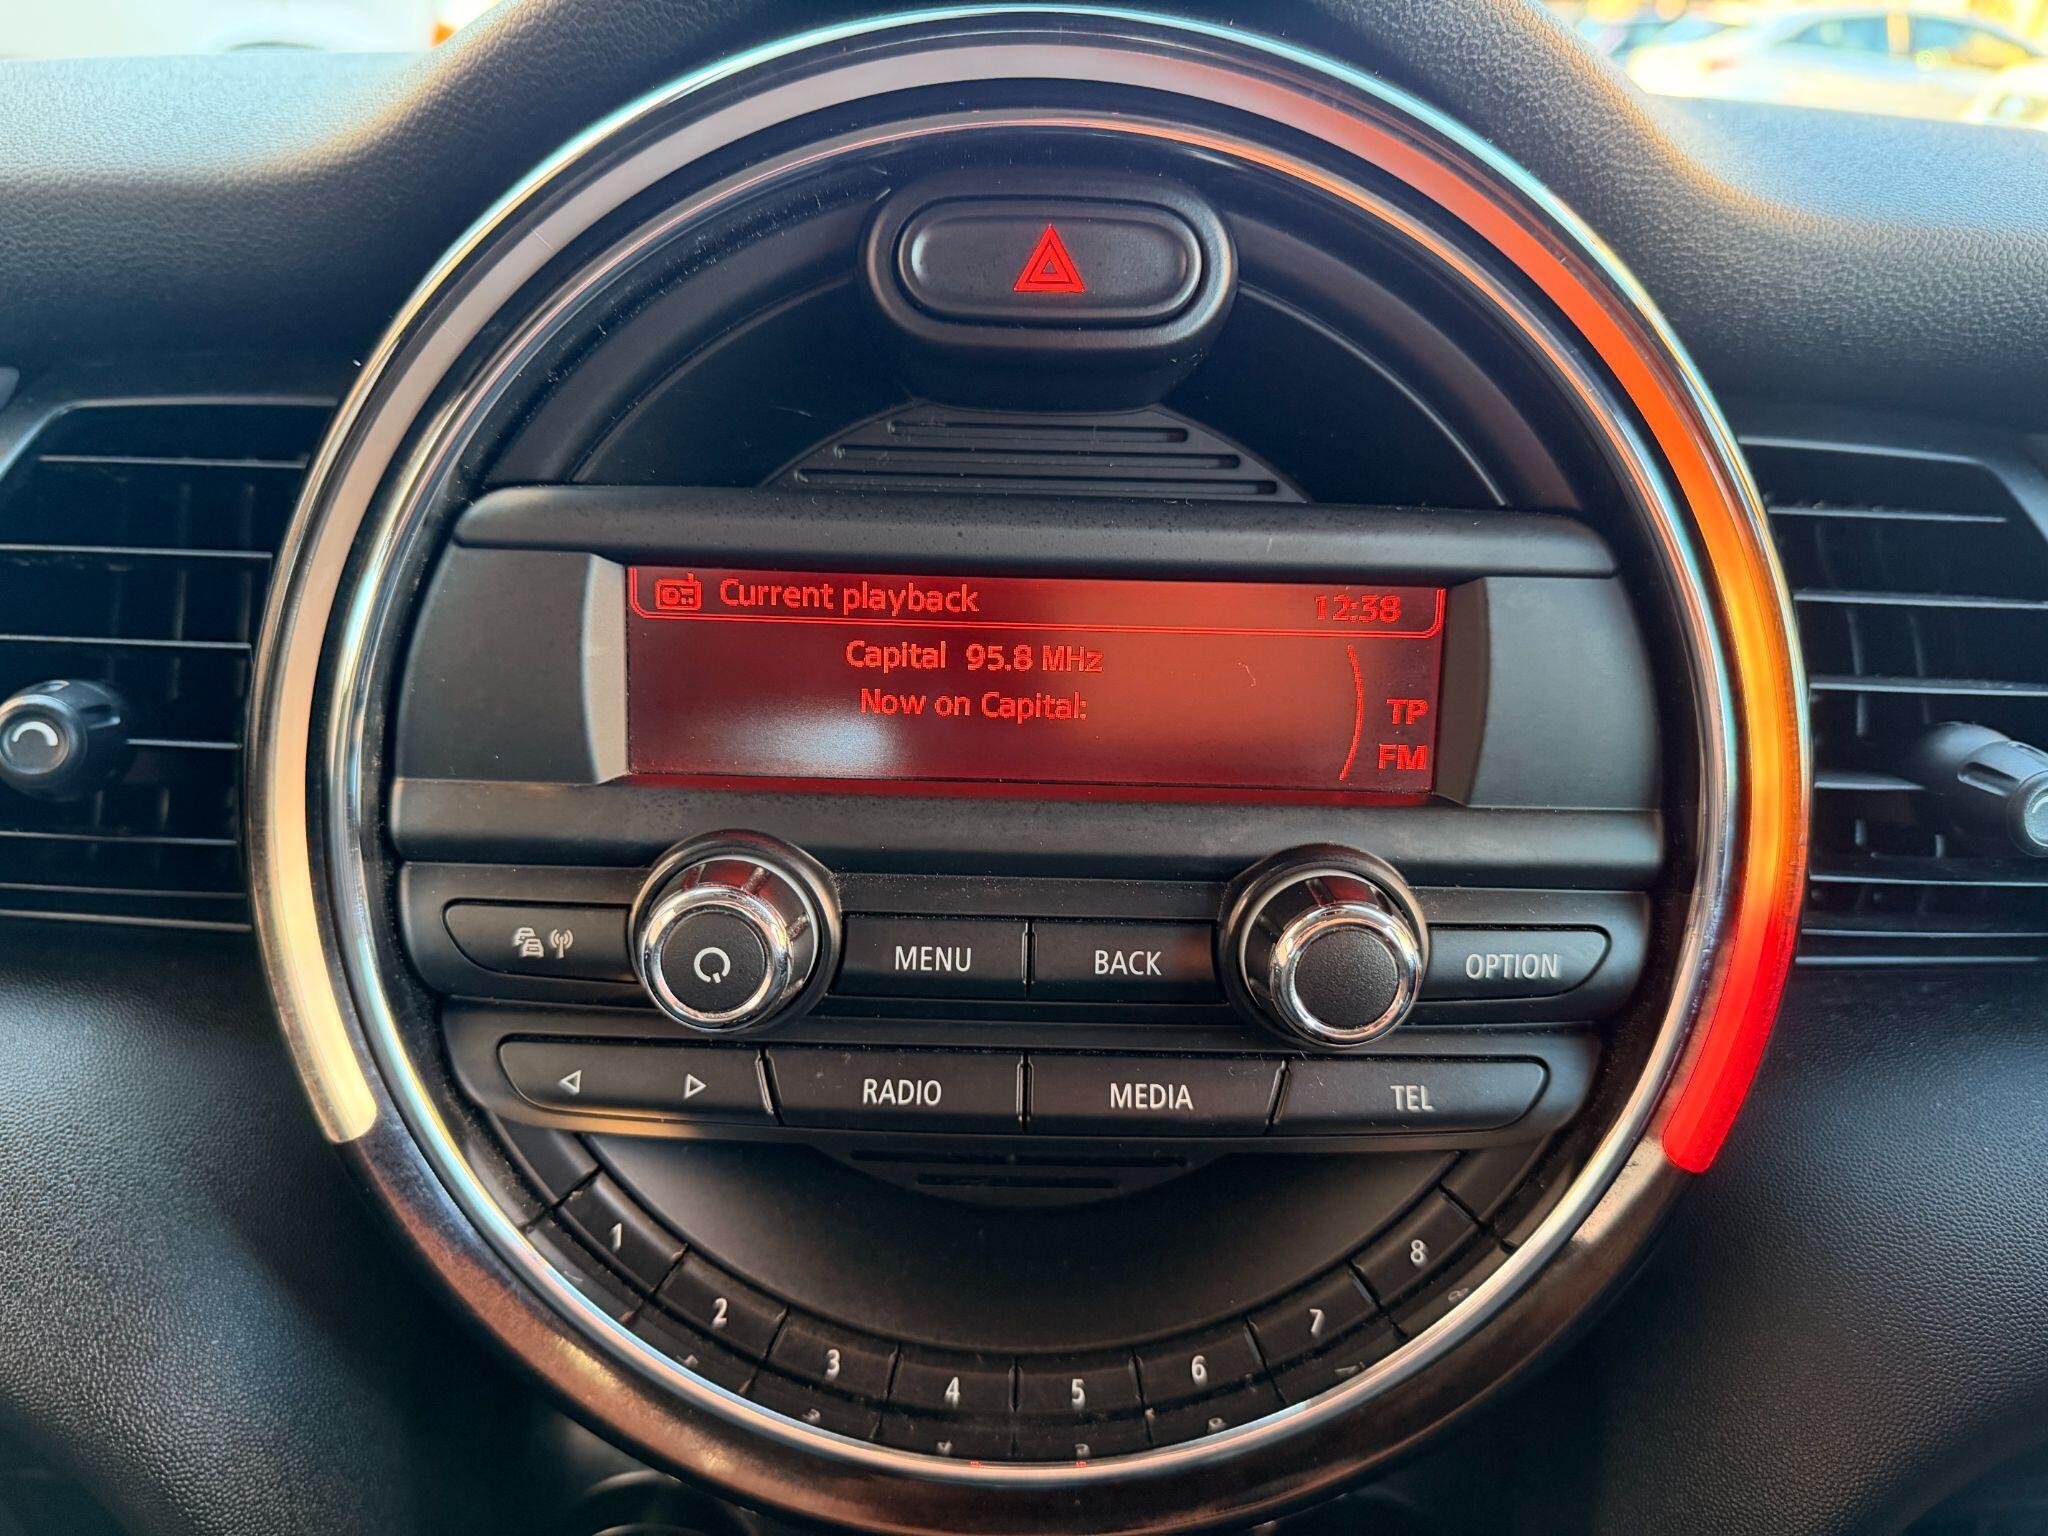 Current playback 12:38
Capital 95.8 MHz
Now on Capital:
TP
FM
MENU BACK OPTION
RADIO MEDIA TEL
1 2 3 4 5 6 7 8